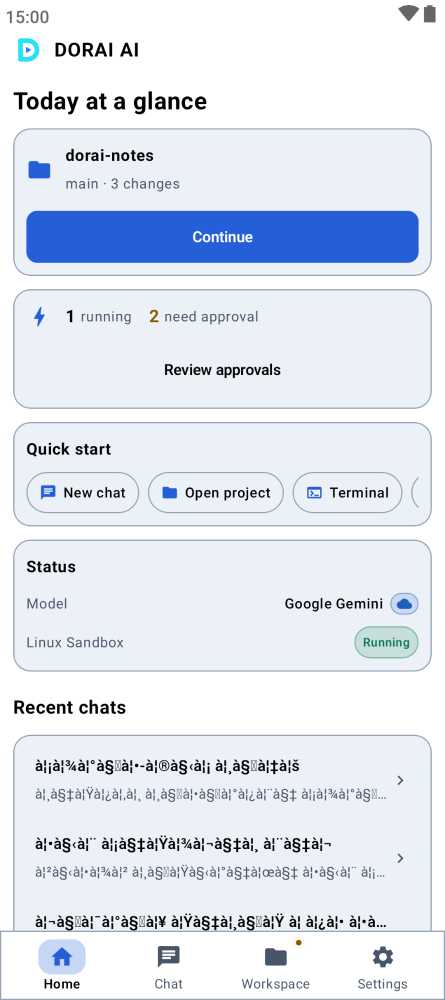 15:00
DORAI AI
Today at a glance
dorai-notes
main · 3 changes
Continue
1 running 2 need approval
Review approvals
Quick start
New chat Open project Terminal
Status
Model Google Gemini
Linux Sandbox Running
Recent chats
Home Chat Workspace Settings